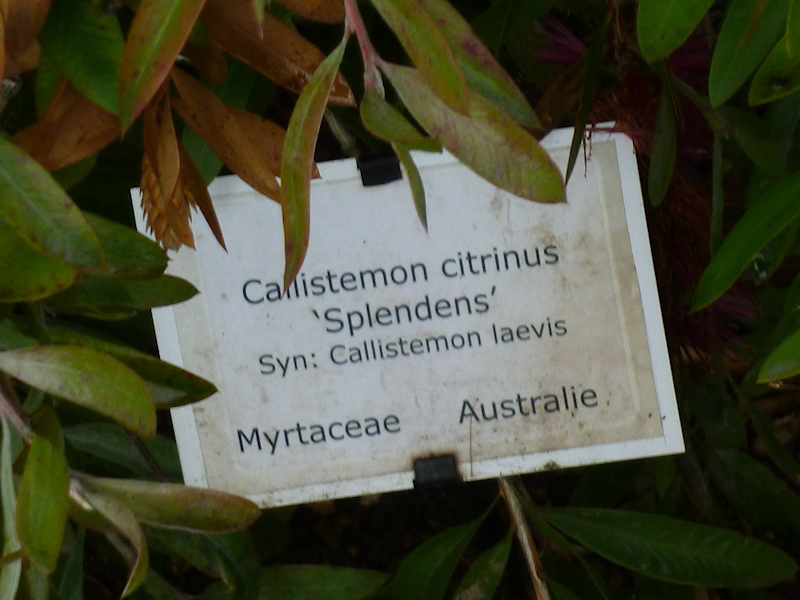 Callistemon citrinus
‘Splendens’
Syn: Callistemon laevis
Myrtaceae Australie